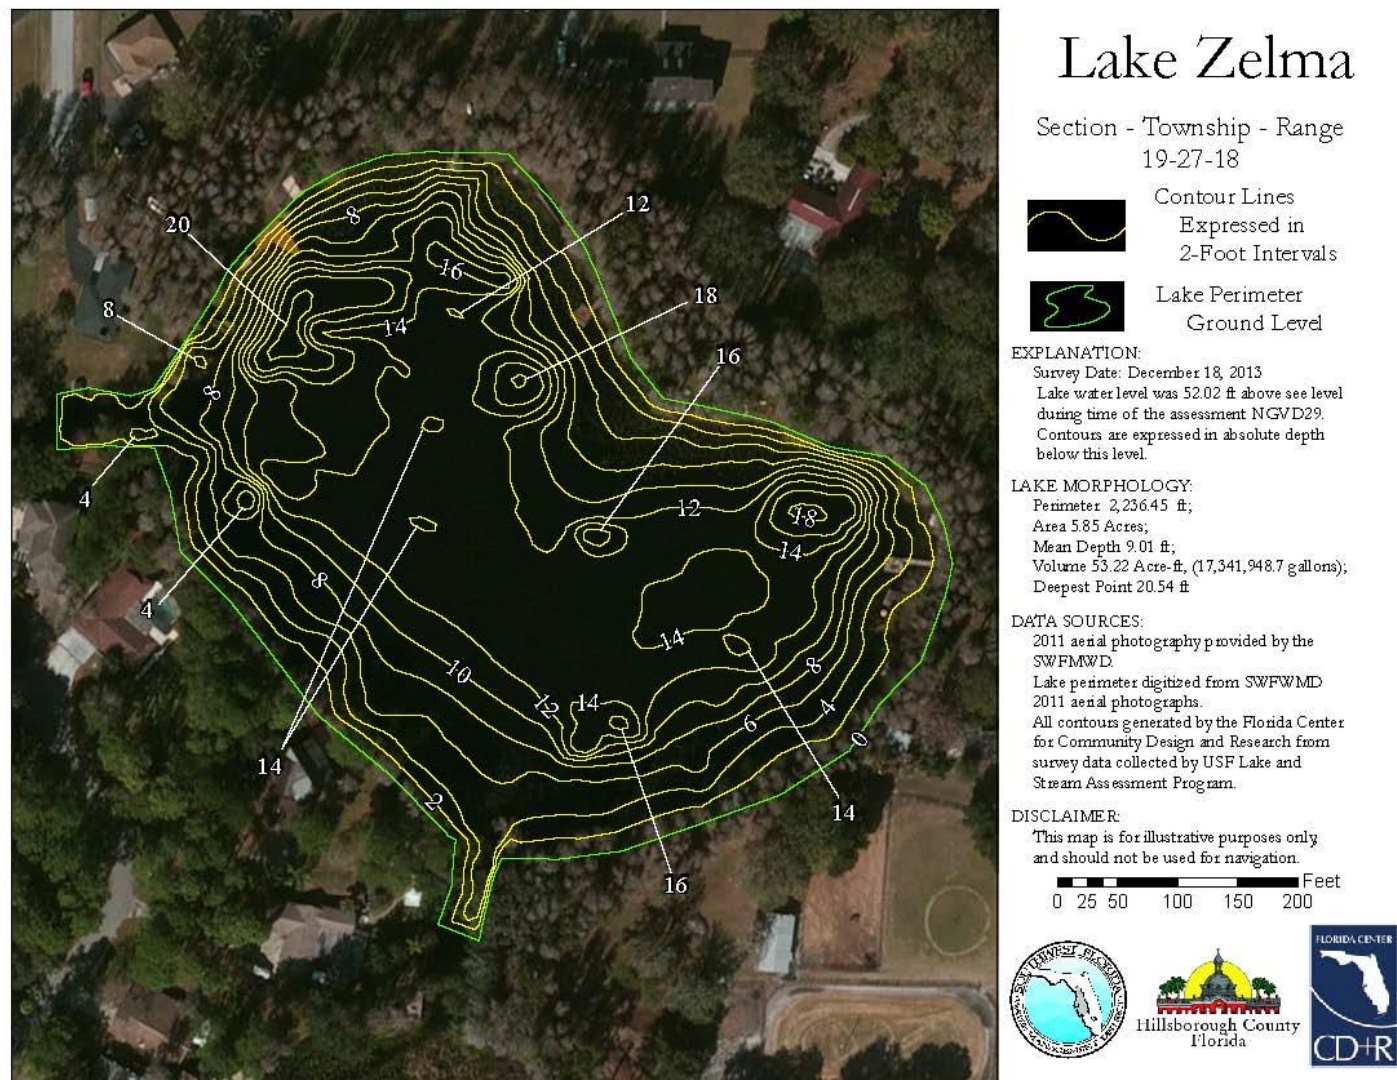 Lake Zelma
Section - Township - Range
19-27-18
Contour Lines
Expressed in
2-Foot Intervals
Lake Perimeter
Ground Level
EXPLANATION:
Survey Date: December 18, 2013
Lake water level was 52.02 ft above see level
during time of the assessment NGVD29.
Contours are expressed in absolute depth
below this level.
LAKE MORPHOLOGY:
Perimeter 2,236.45 ft;
Area 5.85 Acres;
Mean Depth 9.01 ft;
Volume 53.22 Acre-ft, (17,341,948.7 gallons);
Deepest Point 20.54 ft
DATA SOURCES:
2011 aerial photography provided by the
SWFMWD.
Lake perimeter digitized from SWFWMD
2011 aerial photographs.
All contours generated by the Florida Center
for Community Design and Research from
survey data collected by USF Lake and
Stream Assessment Program.
DISCLAIMER:
This map is for illustrative purposes only,
and should not be used for navigation.
Feet
0 25 50 100 150 200
SOUTHWEST FLORIDA
WATER MANAGEMENT DISTRICT
Hillsborough County
Florida
FLORIDA CENTER
CD+R
8
12
20
16
18
8
14
16
8
4
12
18
14
4
8
14
8
10
12
14
6
4
0
14
2
14
16